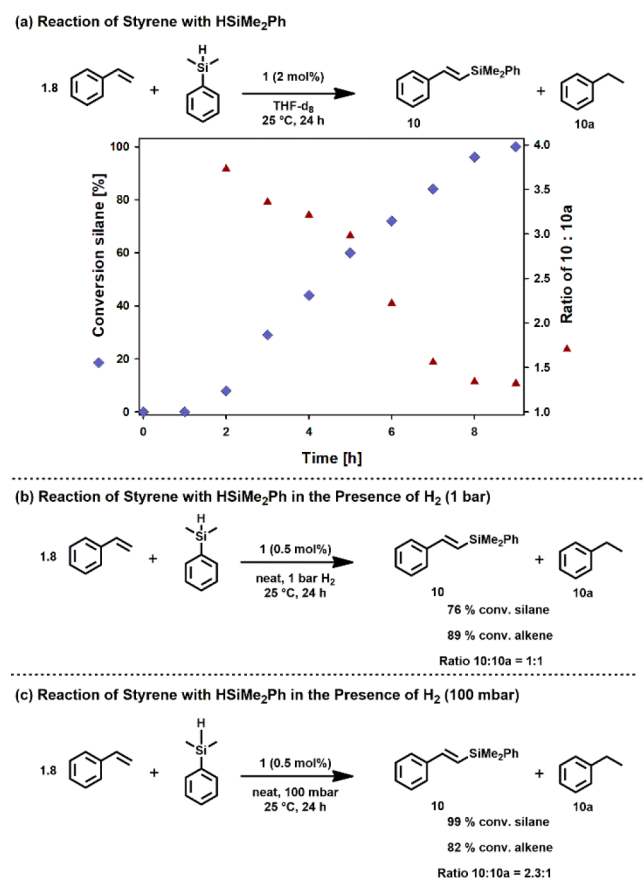 (a) Reaction of Styrene with HSiMe2Ph
1.8
+
H
Si
1 (2 mol%)
THF-d8
25 °C, 24 h
SiMe2Ph
10
+
10a
Conversion silane [%]
100
80
60
40
20
0
0
2
4
6
8
Time [h]
4.0
3.5
3.0
2.5
2.0
1.5
1.0
Ratio of 10 : 10a
(b) Reaction of Styrene with HSiMe2Ph in the Presence of H2 (1 bar)
1.8
+
H
Si
1 (0.5 mol%)
neat, 1 bar H2
25 °C, 24 h
SiMe2Ph
10
+
10a
76 % conv. silane
89 % conv. alkene
Ratio 10:10a = 1:1
(c) Reaction of Styrene with HSiMe2Ph in the Presence of H2 (100 mbar)
1.8
+
H
Si
1 (0.5 mol%)
neat, 100 mbar
25 °C, 24 h
SiMe2Ph
10
+
10a
99 % conv. silane
82 % conv. alkene
Ratio 10:10a = 2.3:1